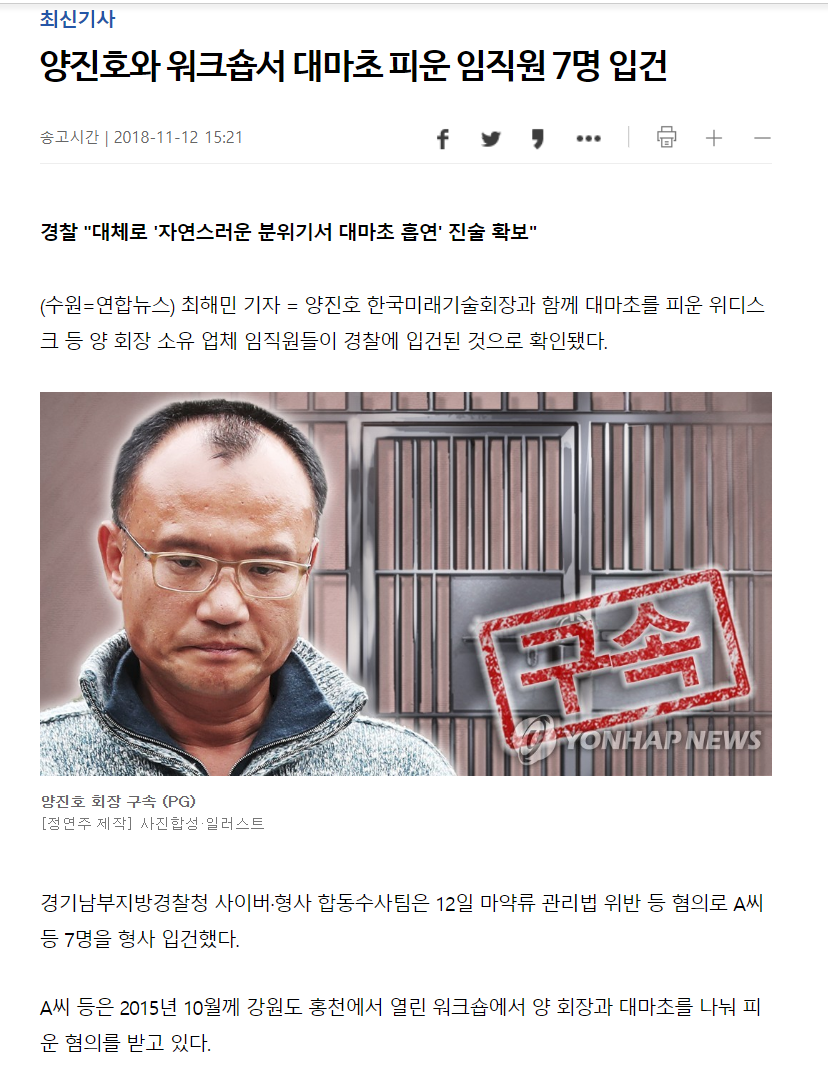 최신기사
양진호와 워크숍서 대마초 피운 임직원 7명 입건
송고시간 | 2018-11-12 15:21
경찰 "대체로 '자연스러운 분위기서 대마초 흡연' 진술 확보"
(수원=연합뉴스) 최해민 기자 = 양진호 한국미래기술회장과 함께 대마초를 피운 위디스
크 등 양 회장 소유 업체 임직원들이 경찰에 입건된 것으로 확인됐다.
구속
YONHAP NEWS
양진호 회장 구속 (PG)
[정연주 제작] 사진합성·일러스트
경기남부지방경찰청 사이버·형사 합동수사팀은 12일 마약류 관리법 위반 등 혐의로 A씨
등 7명을 형사 입건했다.
A씨 등은 2015년 10월께 강원도 홍천에서 열린 워크숍에서 양 회장과 대마초를 나눠 피
운 혐의를 받고 있다.